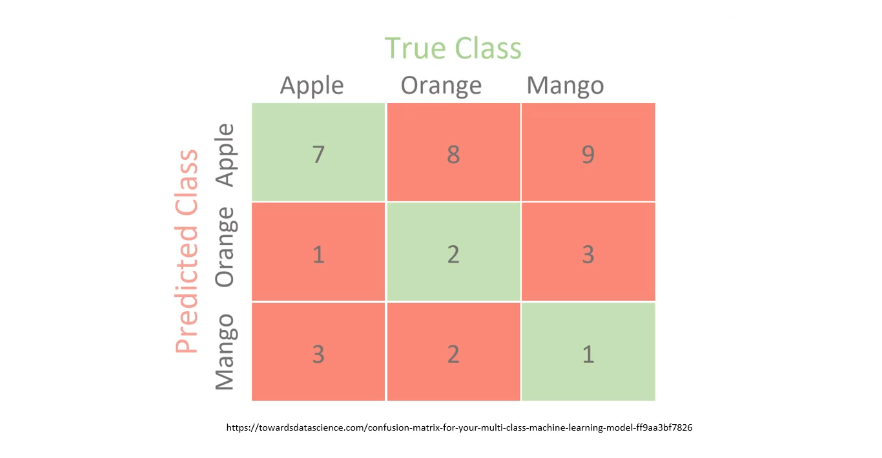 True Class
Apple Orange Mango
Predicted Class
Apple
7 8 9
Orange
1 2 3
Mango
3 2 1
https://towardsdatascience.com/confusion-matrix-for-your-multi-class-machine-learning-model-ff9aa3bf7826